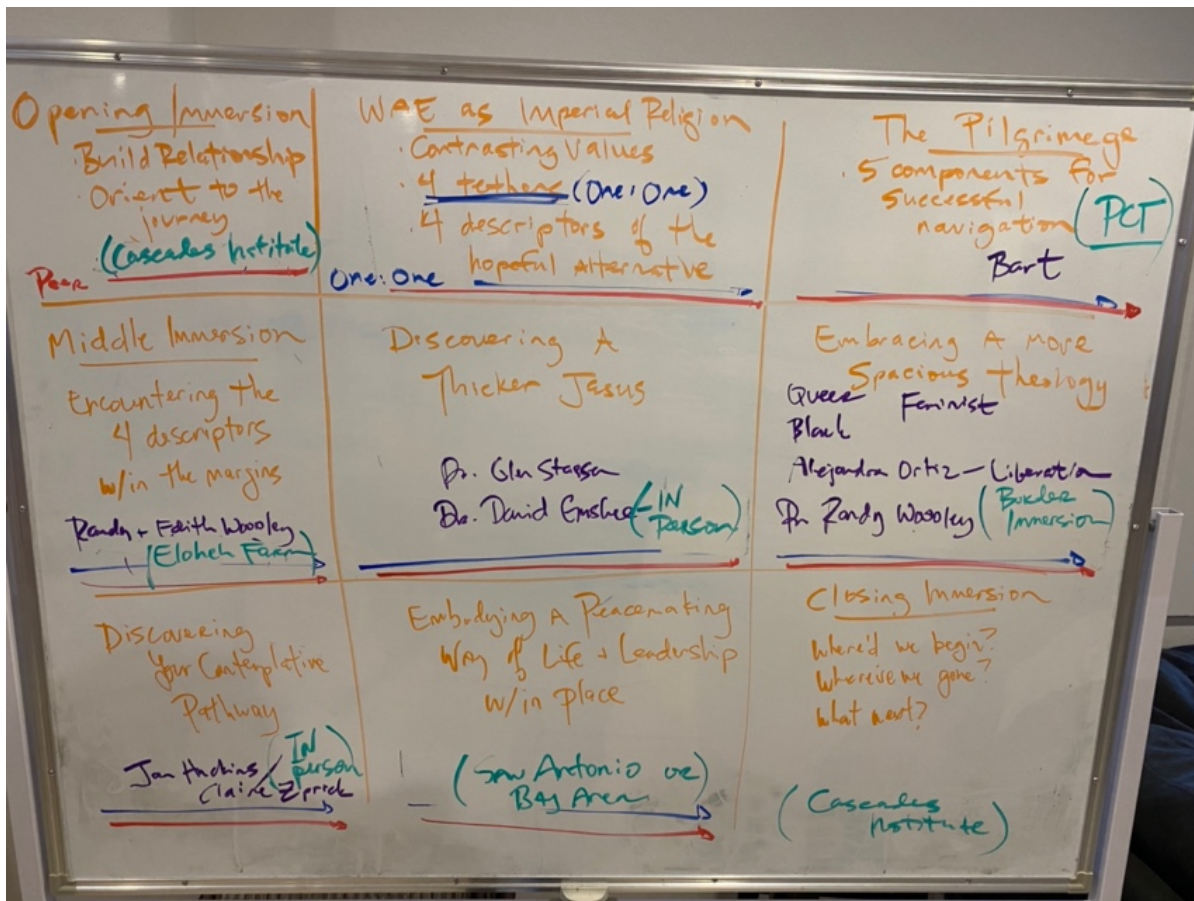 Opening Immersion
· Build Relationship
· Orient to the
journey
(Cascades Institute)
Peer
WAE as Imperial Religion
· Contrasting Values
· 4 tethers (One:One)
· 4 descriptors of the
hopeful Alternative
One:One
The Pilgrimege
· 5 components for
successful
navigation
(PCT)
Bart
Middle Immersion
Encountering the
4 descriptors
w/in the margins
Randy + Edith Woodley
(Eloheh Farm)
Discovering A
Thicker Jesus
Dr. Glen Stassen
Dr. David
(IN
Person)
Embracing A More
Spacious Theology
Queer Feminist
Black
Alejandra Ortiz - Liberation
Dr. Randy Woodley
(Border
Immersion)
Discovering
Your Contemplative
Pathway
(IN
person)
Jan /
Claire
Embodying A Peacemaking
Way of Life + Leadership
w/in place
(San Antonio or
Bay Area)
Closing Immersion
Where'd we begin?
Where've we gone?
What next?
(Cascades
Institute)